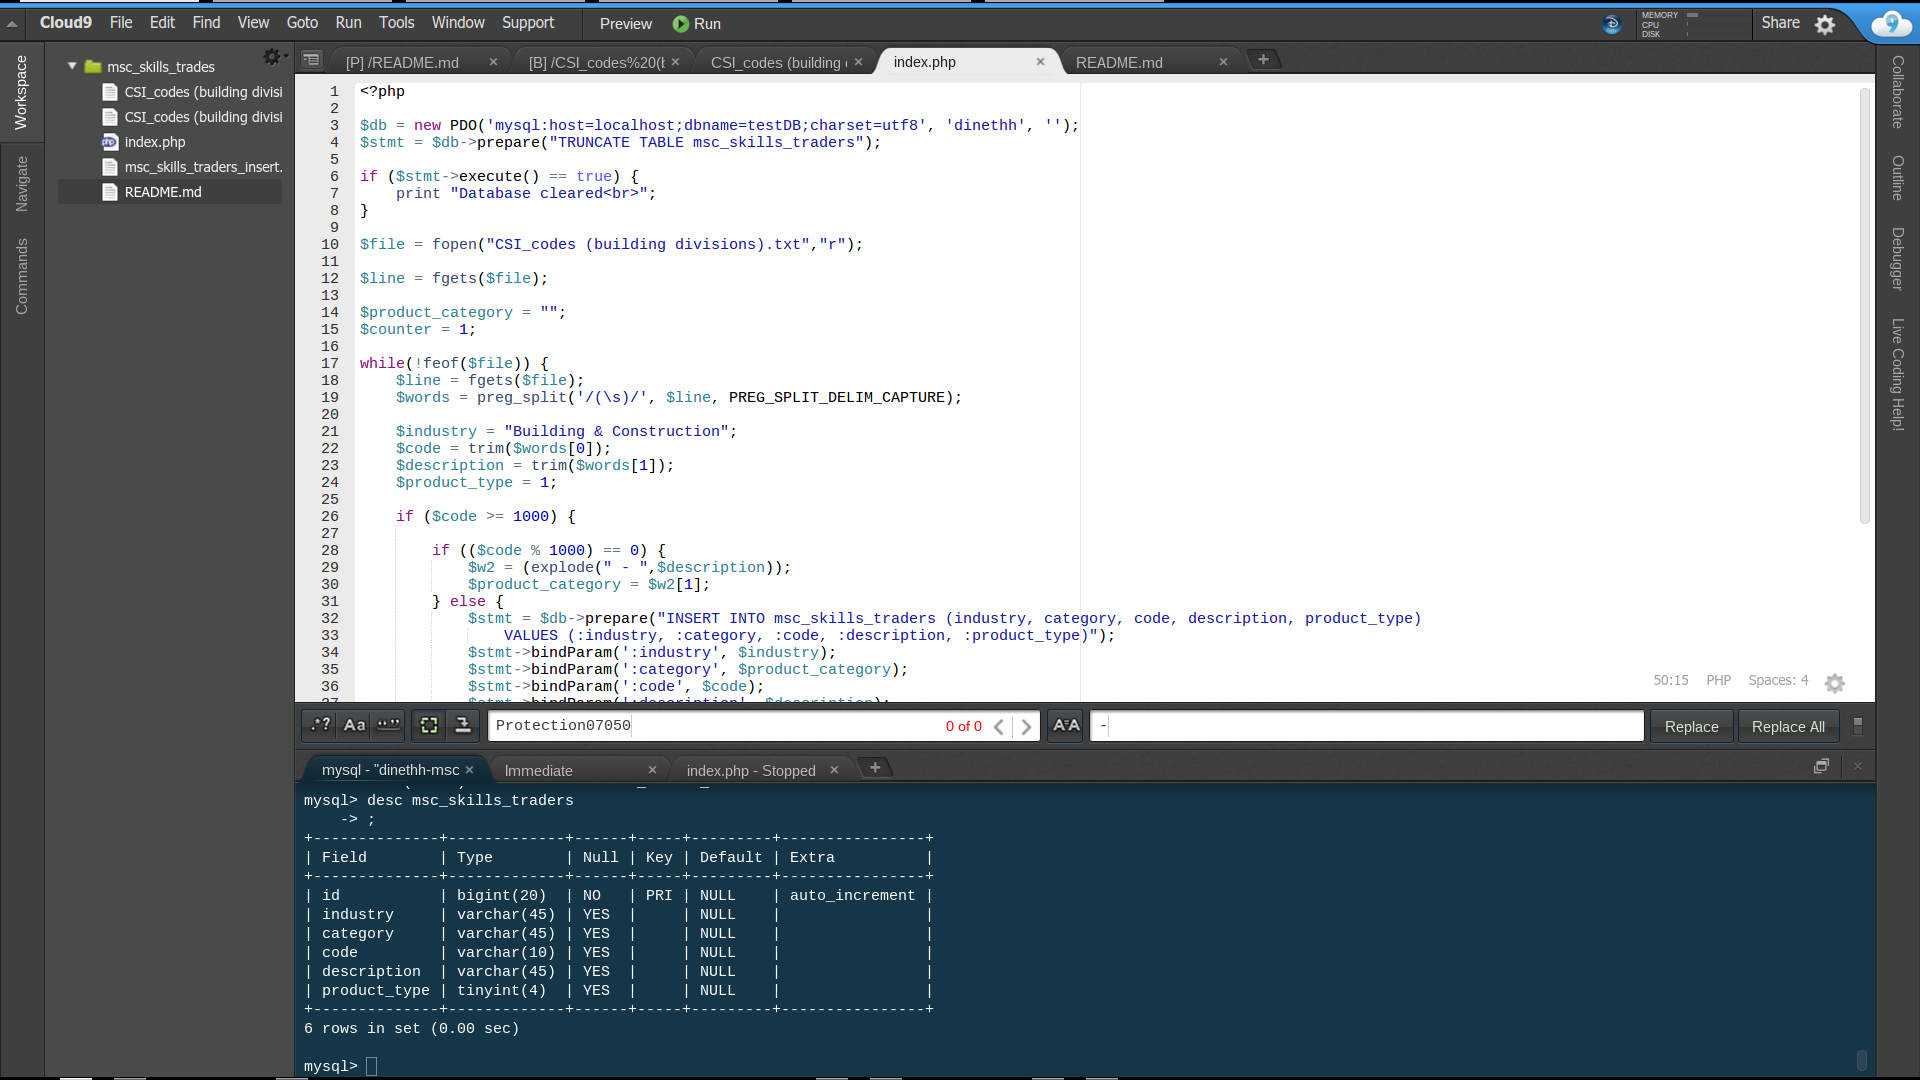 Cloud9 File Edit Find View Goto Run Tools Window Support Preview Run
MEMORY
CPU
DISK
Share
Workspace
Navigate
Commands
msc_skills_trades
CSI_codes (building divisi
CSI_codes (building divisi
index.php
msc_skills_traders_insert.
README.md
[P] /README.md × [B] /CSI_codes%20(b × CSI_codes (building × index.php × README.md ×
1 <?php
2
3 $db = new PDO('mysql:host=localhost;dbname=testDB;charset=utf8', 'dinethh', '');
4 $stmt = $db->prepare("TRUNCATE TABLE msc_skills_traders");
5
6 if ($stmt->execute() == true) {
7     print "Database cleared<br>";
8 }
9
10 $file = fopen("CSI_codes (building divisions).txt","r");
11
12 $line = fgets($file);
13
14 $product_category = "";
15 $counter = 1;
16
17 while(!feof($file)) {
18     $line = fgets($file);
19     $words = preg_split('/(\s)/', $line, PREG_SPLIT_DELIM_CAPTURE);
20
21     $industry = "Building & Construction";
22     $code = trim($words[0]);
23     $description = trim($words[1]);
24     $product_type = 1;
25
26     if ($code >= 1000) {
27
28         if (($code % 1000) == 0) {
29             $w2 = (explode(" - ",$description));
30             $product_category = $w2[1];
31         } else {
32             $stmt = $db->prepare("INSERT INTO msc_skills_traders (industry, category, code, description, product_type)
33                 VALUES (:industry, :category, :code, :description, :product_type)");
34             $stmt->bindParam(':industry', $industry);
35             $stmt->bindParam(':category', $product_category);
36             $stmt->bindParam(':code', $code);
37             $stmt->bindParam(':description', $description);
50:15 PHP Spaces: 4
.*? Aa Protection07050 0 of 0 AA - Replace Replace All
mysql - "dinethh-msc × Immediate × index.php - Stopped ×
mysql> desc msc_skills_traders
    -> ;
+--------------+-------------+------+-----+---------+----------------+
| Field        | Type        | Null | Key | Default | Extra          |
+--------------+-------------+------+-----+---------+----------------+
| id           | bigint(20)  | NO   | PRI | NULL    | auto_increment |
| industry     | varchar(45) | YES  |     | NULL    |                |
| category     | varchar(45) | YES  |     | NULL    |                |
| code         | varchar(10) | YES  |     | NULL    |                |
| description  | varchar(45) | YES  |     | NULL    |                |
| product_type | tinyint(4)  | YES  |     | NULL    |                |
+--------------+-------------+------+-----+---------+----------------+
6 rows in set (0.00 sec)
mysql>
Collaborate
Outline
Debugger
Live Coding Help!